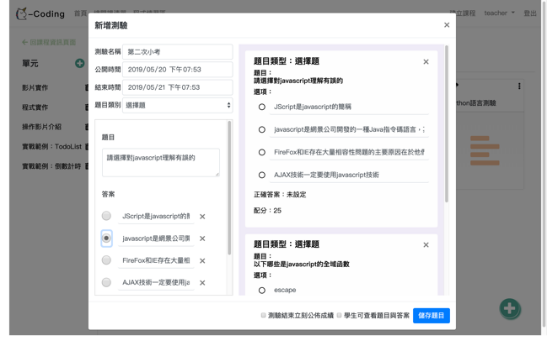 -Coding
首頁
新增測驗
×
teacher
登出
單元
影片實作
程式實作
操作影片介紹
實戰範例：TodoList
實戰範例：倒數計時
測驗名稱 第二次小考
公開時間 2019/05/20 下午07:53
結束時間 2019/05/21 下午07:53
題目類別 選擇題
題目
請選擇對javascript理解有誤的
答案
JScript是javascript的
javascript是網景公司
FireFox和IE存在大量相
AJAX技術一定要使用ja
題目類型：選擇題
題目：
請選擇對javascript理解有誤的
選項：
JScript是javascript的簡稱
javascript是網景公司開發的一種Java指令碼語言，
FireFox和IE存在大量相容性問題的主要原因在於他們
AJAX技術一定要使用javascript技術
正確答案：未設定
配分：25
題目類型：選擇題
題目：
以下哪些是javascript的全域函數
選項：
escape
thon語言測驗
測驗結束立刻公佈成績
學生可查看題目與答案
儲存題目